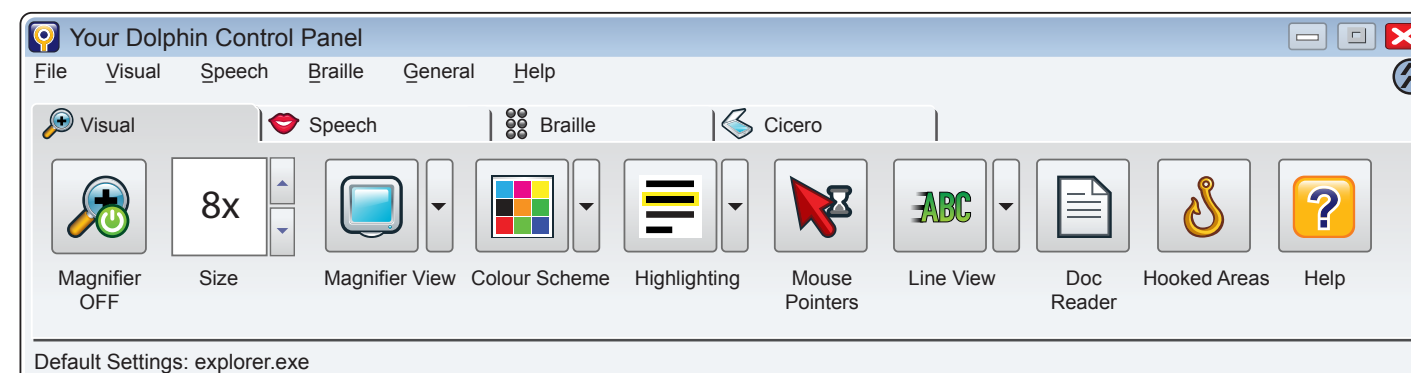 Your Dolphin Control Panel
File Visual Speech Braille General Help
Visual Speech Braille Cicero
8x
ABC
?
Magnifier OFF
Size
Magnifier View
Colour Scheme
Highlighting
Mouse Pointers
Line View
Doc Reader
Hooked Areas
Help
Default Settings: explorer.exe